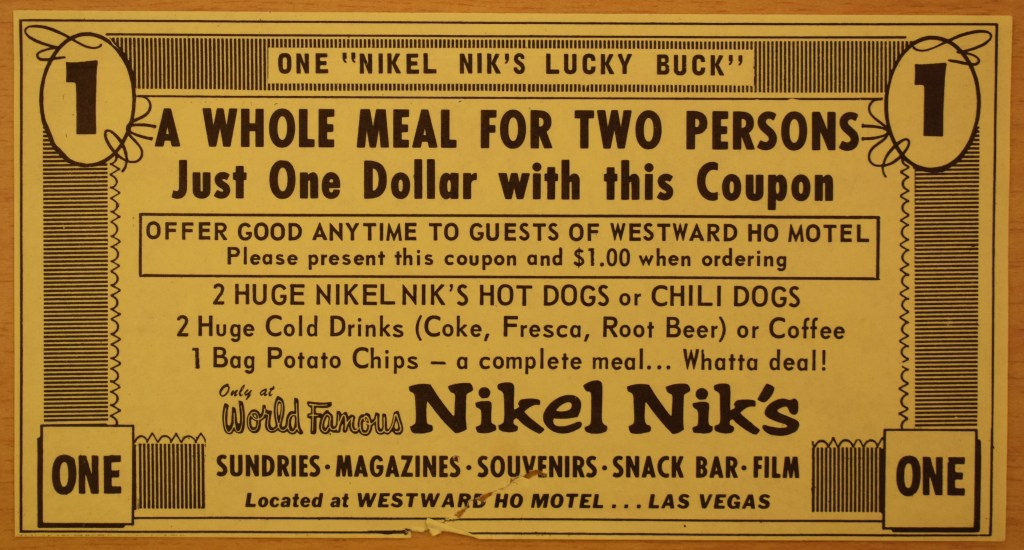 1
1
ONE "NIKEL NIK'S LUCKY BUCK"
A WHOLE MEAL FOR TWO PERSONS
Just One Dollar with this Coupon
OFFER GOOD ANYTIME TO GUESTS OF WESTWARD HO MOTEL
Please present this coupon and $1.00 when ordering
2 HUGE NIKEL NIK'S HOT DOGS or CHILI DOGS
2 Huge Cold Drinks (Coke, Fresca, Root Beer) or Coffee
1 Bag Potato Chips – a complete meal... Whatta deal!
Only at
World Famous Nikel Nik's
ONE
SUNDRIES · MAGAZINES · SOUVENIRS · SNACK BAR · FILM
ONE
Located at WESTWARD HO MOTEL ... LAS VEGAS